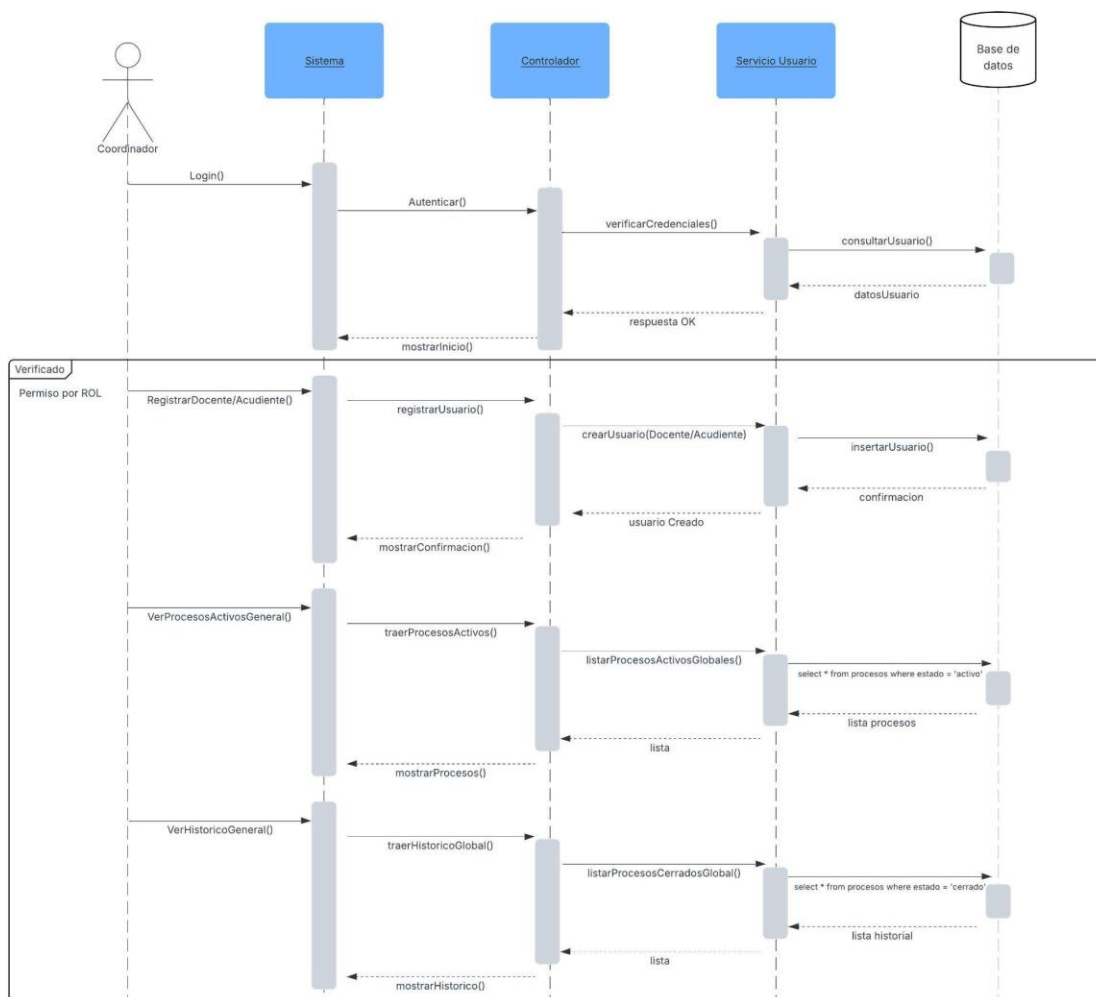 Sistema
Controlador
Servicio Usuario
Base de
datos
Coordinador
Login()
Autenticar()
verificarCredenciales()
consultarUsuario()
datosUsuario
respuesta OK
mostrarInicio()
Verificado
Permiso por ROL
RegistrarDocente/Acudiente()
registrarUsuario()
crearUsuario(Docente/Acudiente)
insertarUsuario()
confirmacion
usuario Creado
mostrarConfirmacion()
VerProcesosActivosGeneral()
traerProcesosActivos()
listarProcesosActivosGlobales()
select * from procesos where estado = 'activo'
lista procesos
lista
mostrarProcesos()
VerHistoricoGeneral()
traerHistoricoGlobal()
listarProcesosCerradosGlobal()
select * from procesos where estado = 'cerrado'
lista historial
lista
mostrarHistorico()